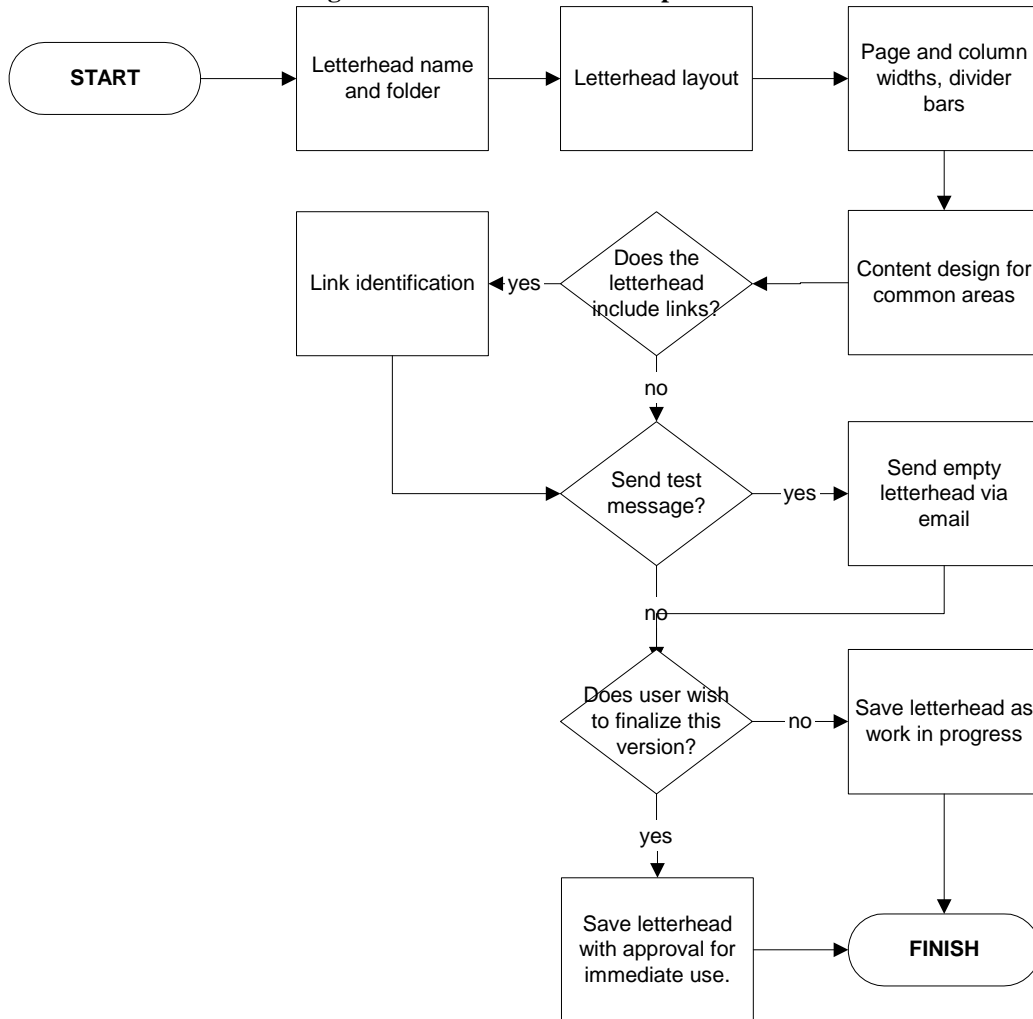 START
Letterhead name
and folder
Letterhead layout
Page and column
widths, divider
bars
Link identification
yes
Does the
letterhead
include links?
Content design for
common areas
no
Send test
message?
yes
Send empty
letterhead via
email
no
Does user wish
to finalize this
version?
no
Save letterhead as
work in progress
yes
Save letterhead
with approval for
immediate use.
FINISH